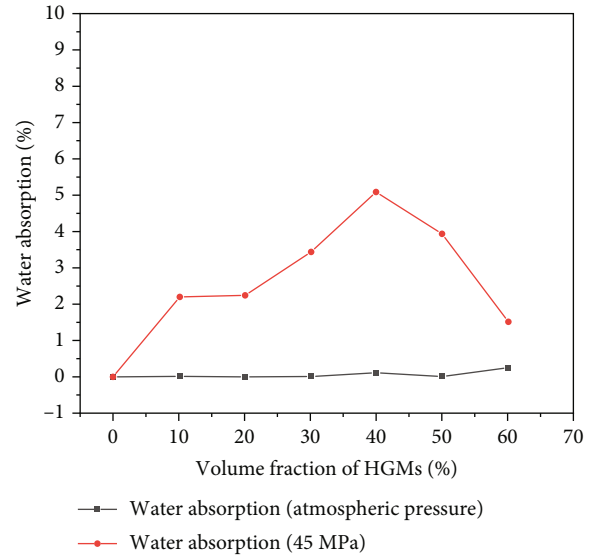 10
9
8
7
6
5
4
3
2
1
0
–1
Water absorption (%)
0 10 20 30 40 50 60 70
Volume fraction of HGMs (%)
Water absorption (atmospheric pressure)
Water absorption (45 MPa)